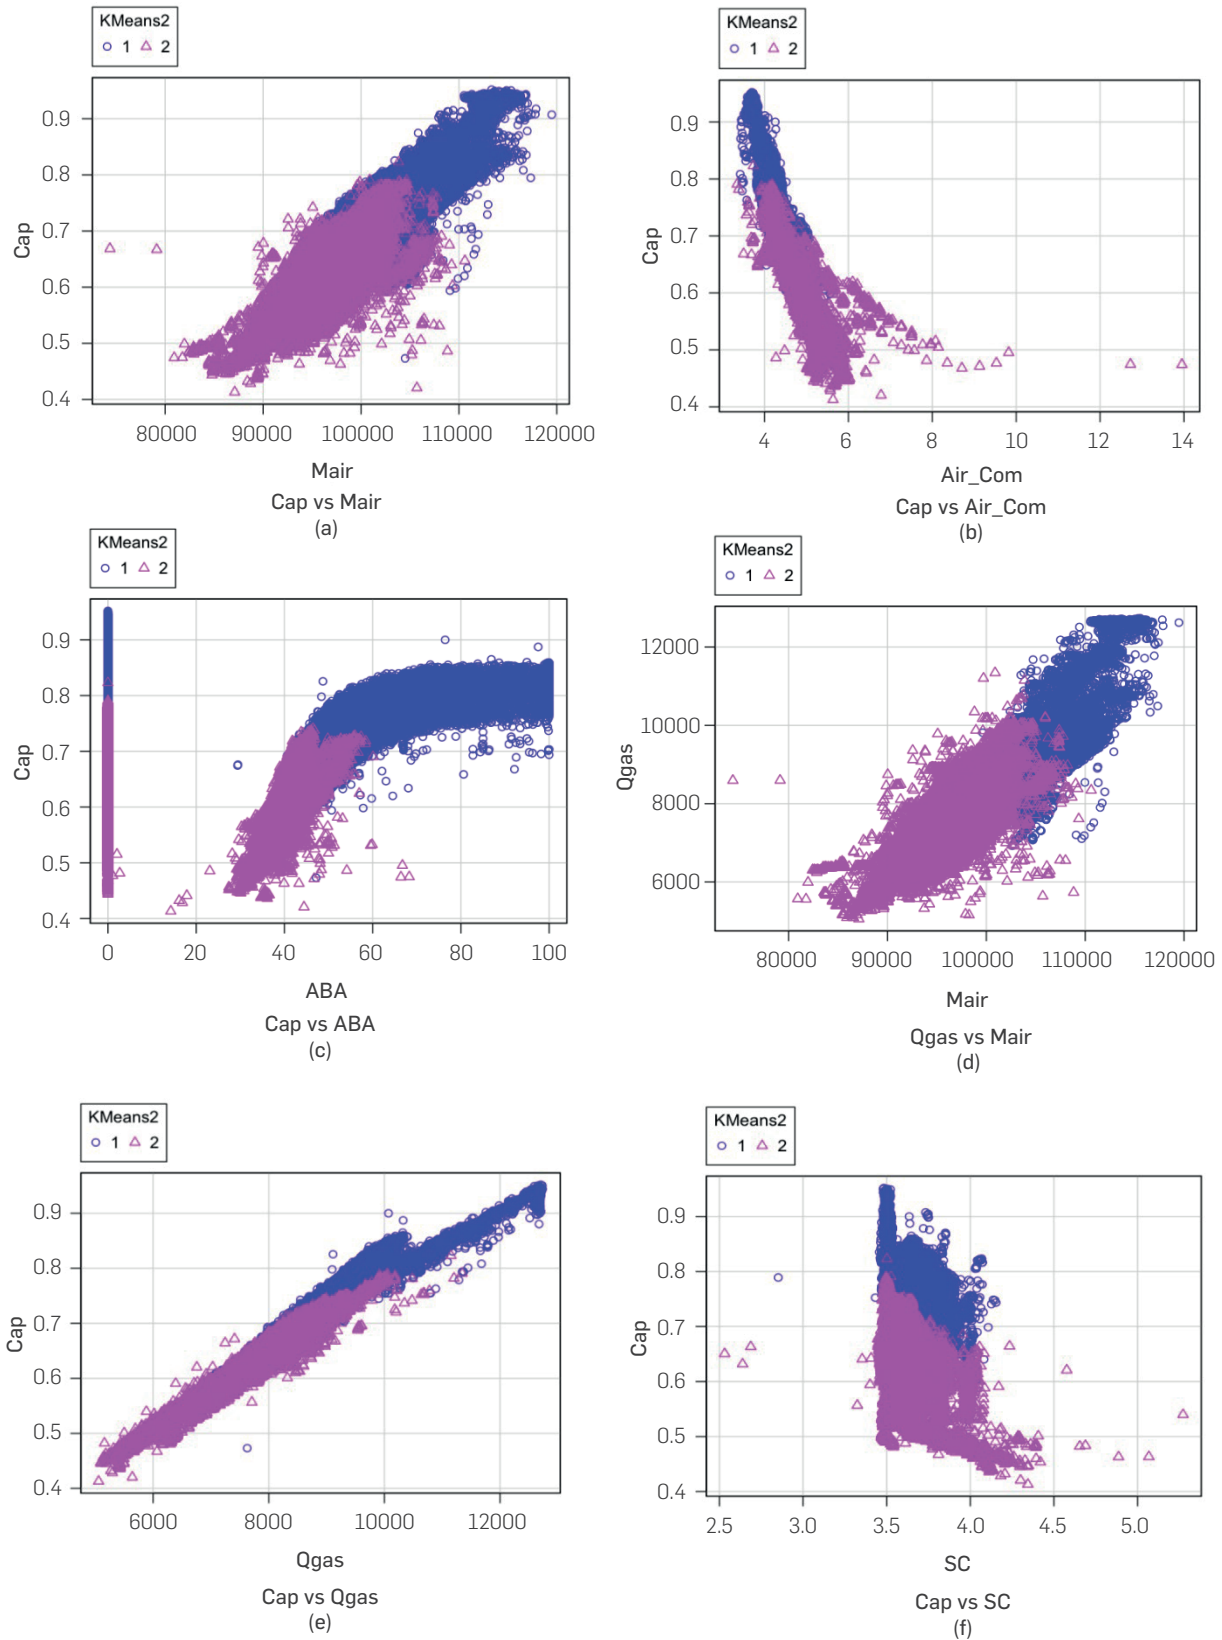 KMeans2
1 2
Cap
0.9
0.8
0.7
0.6
0.5
0.4
80000 90000 100000 110000 120000
Mair
Cap vs Mair
(a)
KMeans2
1 2
Cap
0.9
0.8
0.7
0.6
0.5
0.4
4 6 8 10 12 14
Air_Com
Cap vs Air_Com
(b)
KMeans2
1 2
Cap
0.9
0.8
0.7
0.6
0.5
0.4
0 20 40 60 80 100
ABA
Cap vs ABA
(c)
KMeans2
1 2
Qgas
12000
10000
8000
6000
80000 90000 100000 110000 120000
Mair
Qgas vs Mair
(d)
KMeans2
1 2
Cap
0.9
0.8
0.7
0.6
0.5
0.4
6000 8000 10000 12000
Qgas
Cap vs Qgas
(e)
KMeans2
1 2
Cap
0.9
0.8
0.7
0.6
0.5
0.4
2.5 3.0 3.5 4.0 4.5 5.0
SC
Cap vs SC
(f)